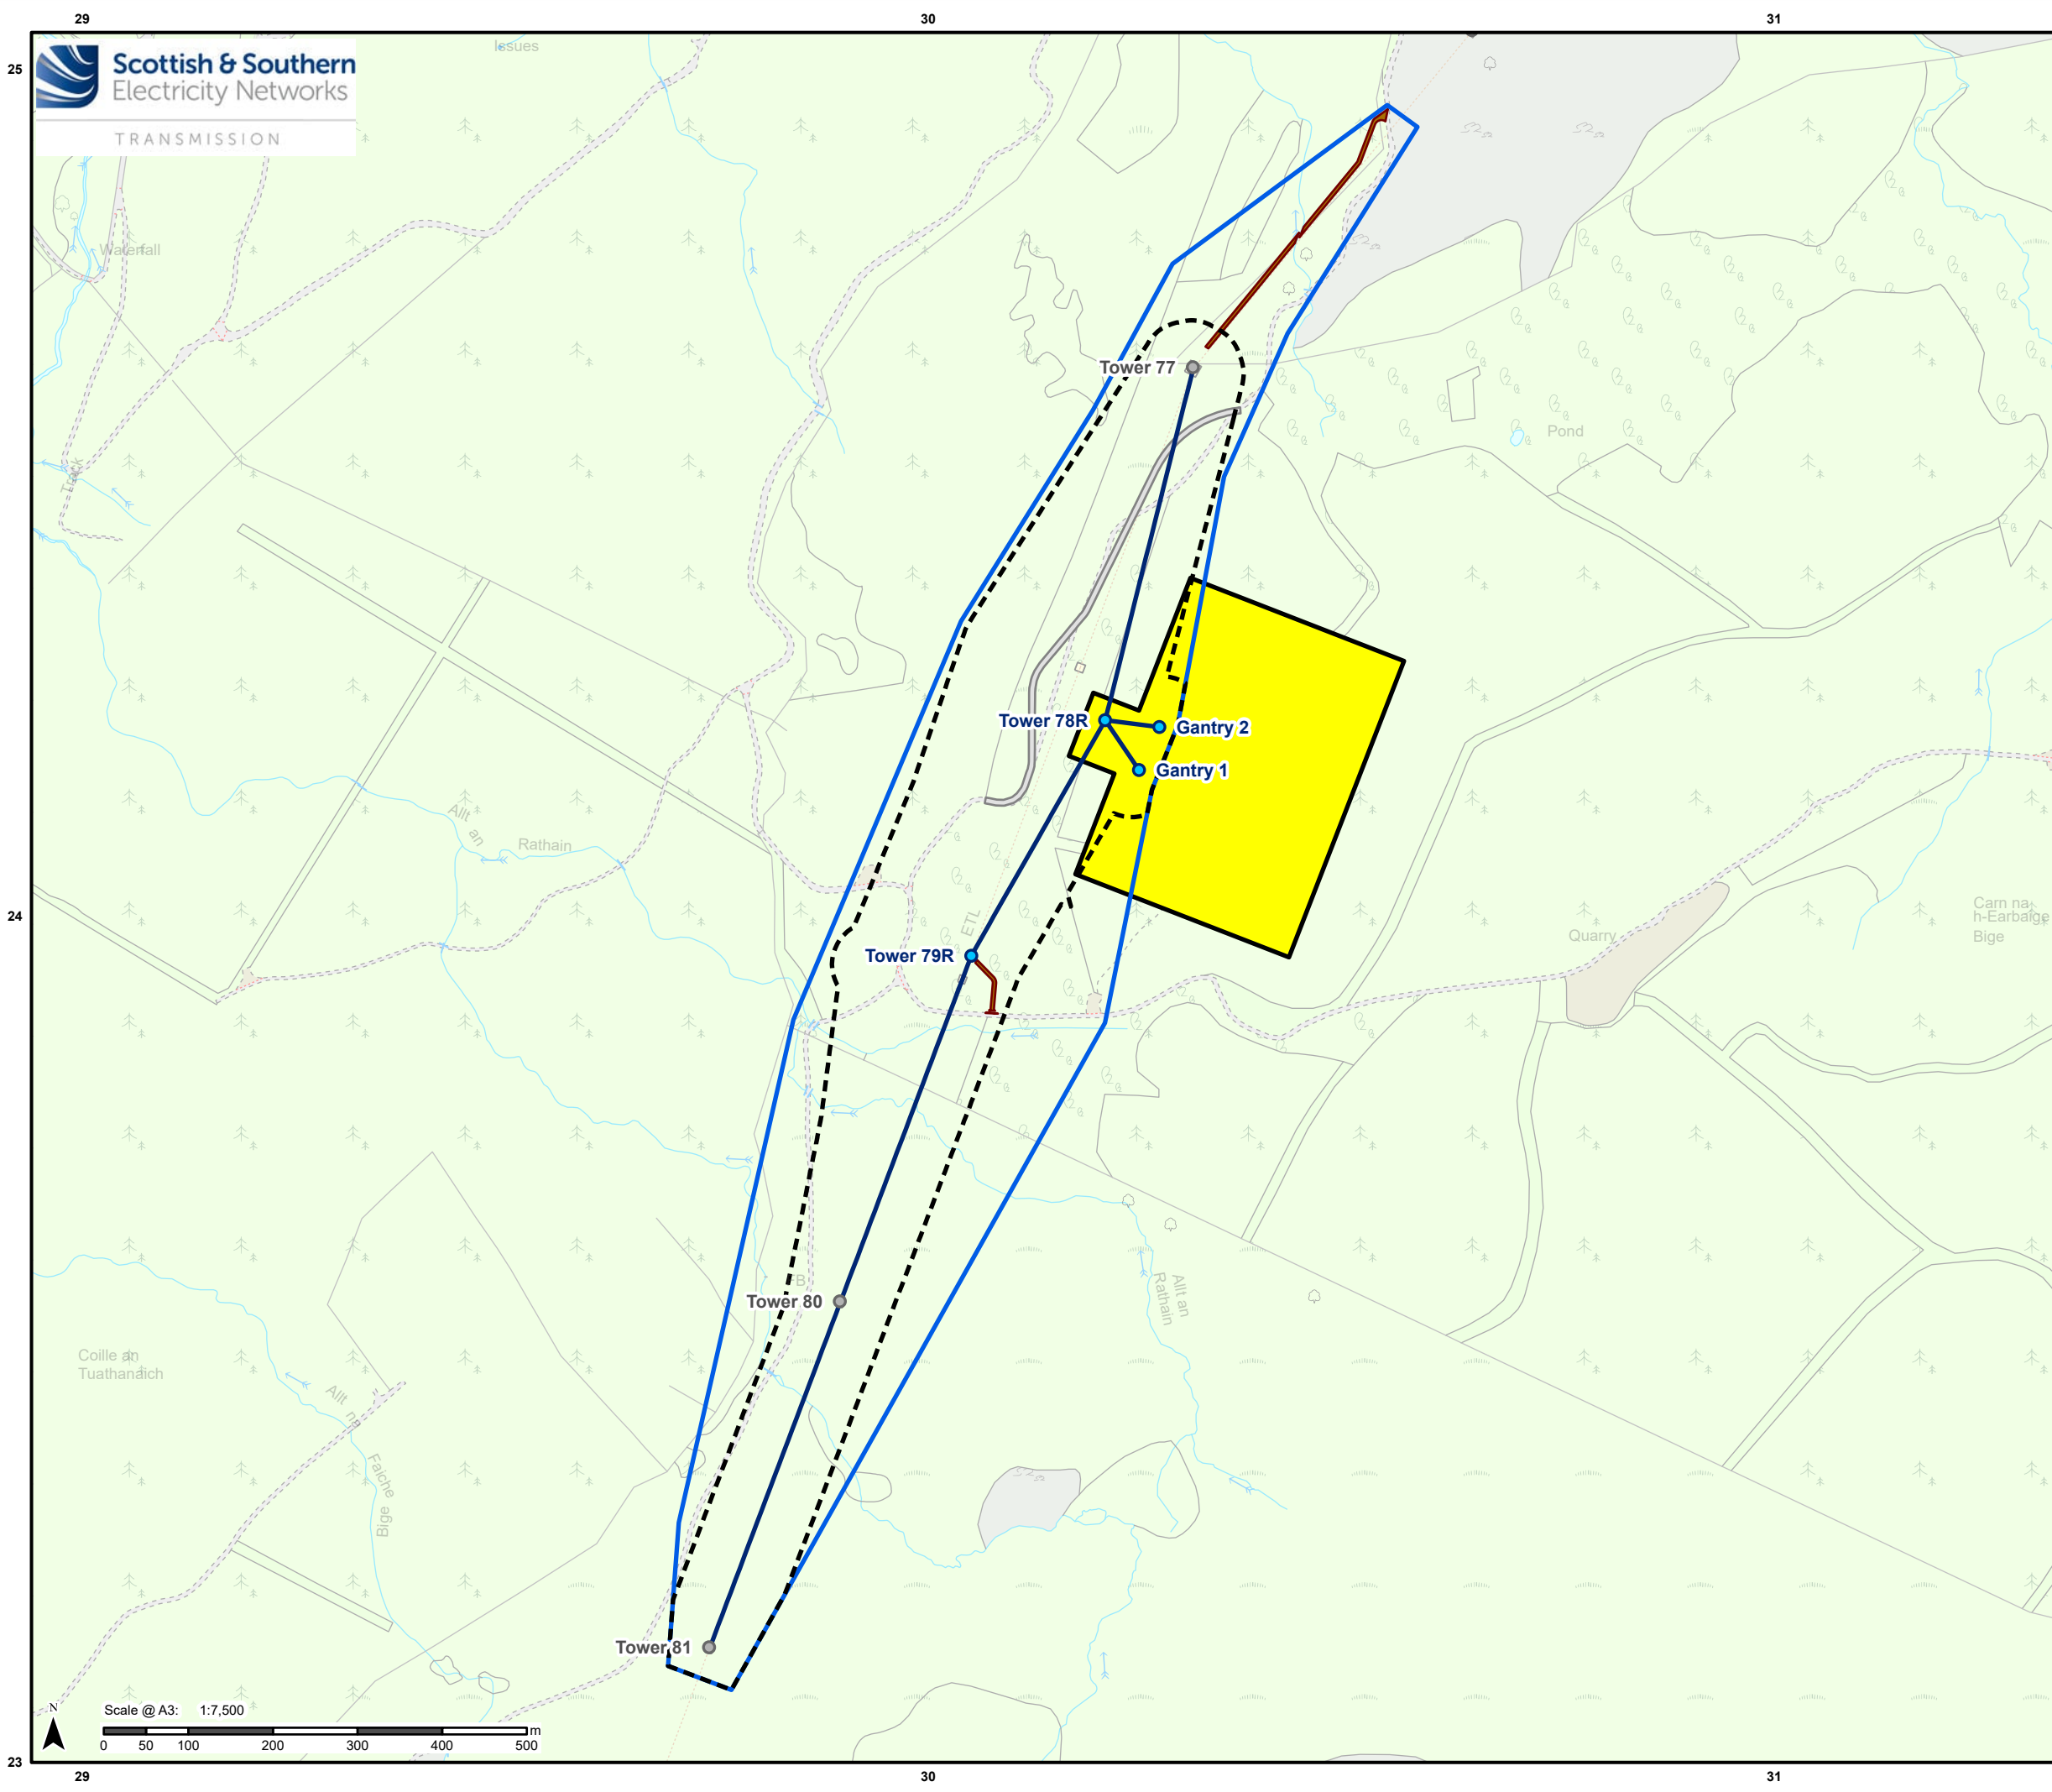 29 30 31
25
Scottish & Southern
Electricity Networks
TRANSMISSION
Issues
Waterfall
Tower 77
Track
Pond
Tower 78R
Gantry 2
Gantry 1
Allt an
Rathain
24
ETL
Carn na
h-Earbaige
Bige
Quarry
Tower 79R
Allt an
Rathain
FB
Tower 80
Coille an
Tuathanaich
Allt na
Faiche
Bige
Tower 81
N
Scale @ A3: 1:7,500
m
0 50 100 200 300 400 500
23
29 30 31